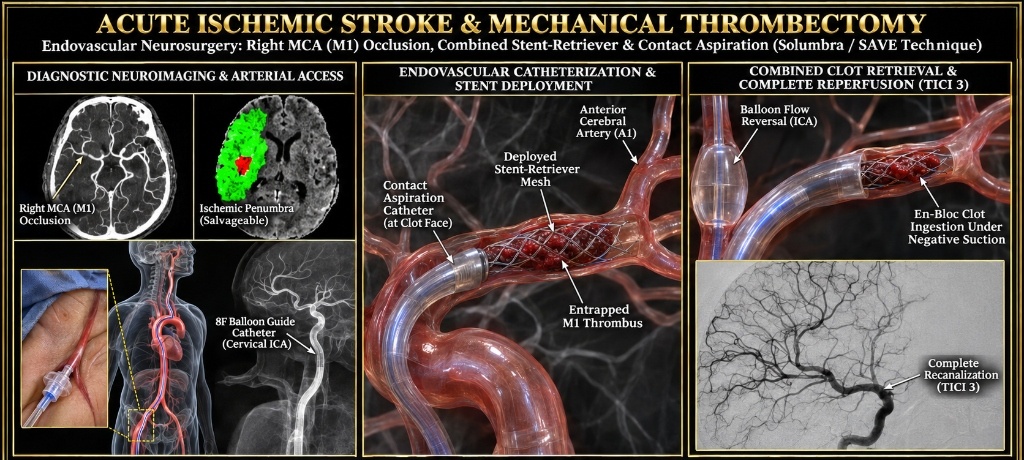 ACUTE ISCHEMIC STROKE & MECHANICAL THROMBECTOMY
Endovascular Neurosurgery: Right MCA (M1) Occlusion, Combined Stent-Retriever & Contact Aspiration (Solumbra / SAVE Technique)
DIAGNOSTIC NEUROIMAGING & ARTERIAL ACCESS
Right MCA (M1)
Occlusion
Ischemic Penumbra
(Salvageable)
8F Balloon Guide
Catheter
(Cervical ICA)
ENDOVASCULAR CATHETERIZATION &
STENT DEPLOYMENT
Anterior
Cerebral
Artery (A1)
Deployed
Stent-Retriever
Mesh
Contact
Aspiration
Catheter
(at Clot Face)
Entrapped
M1 Thrombus
COMBINED CLOT RETRIEVAL &
COMPLETE REPERFUSION (TICI 3)
Balloon Flow
Reversal (ICA)
En-Bloc Clot
Ingestion Under
Negative Suction
Complete
Recanalization
(TICI 3)